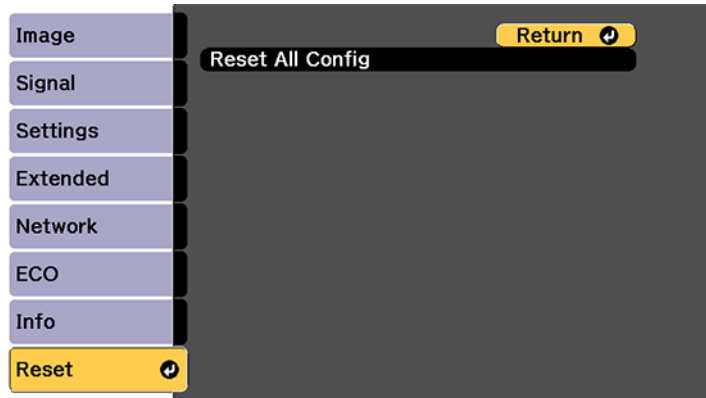 Image
Signal
Settings
Extended
Network
ECO
Info
Reset
Return
Reset All Config